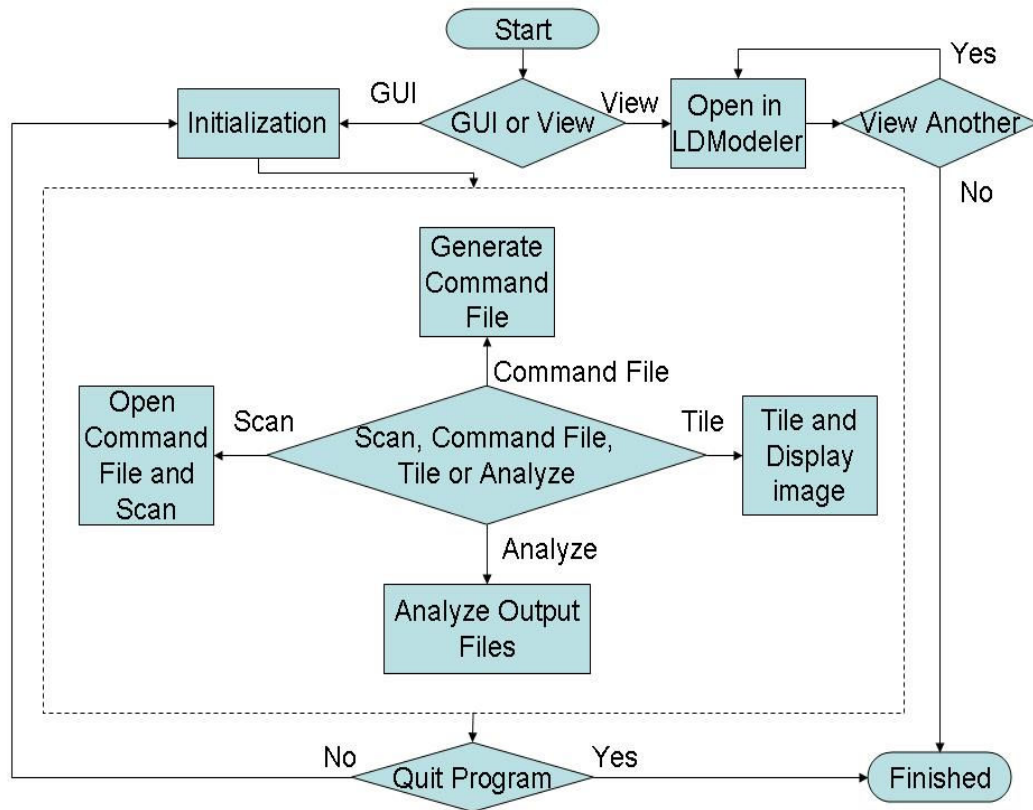 Start
GUI
GUI or View
View
Initialization
Open in
LDModeler
Yes
View Another
No
Generate
Command
File
Command File
Scan
Open
Command
File and
Scan
Scan, Command File,
Tile or Analyze
Tile
Tile and
Display
image
Analyze
Analyze Output
Files
No
Quit Program
Yes
Finished